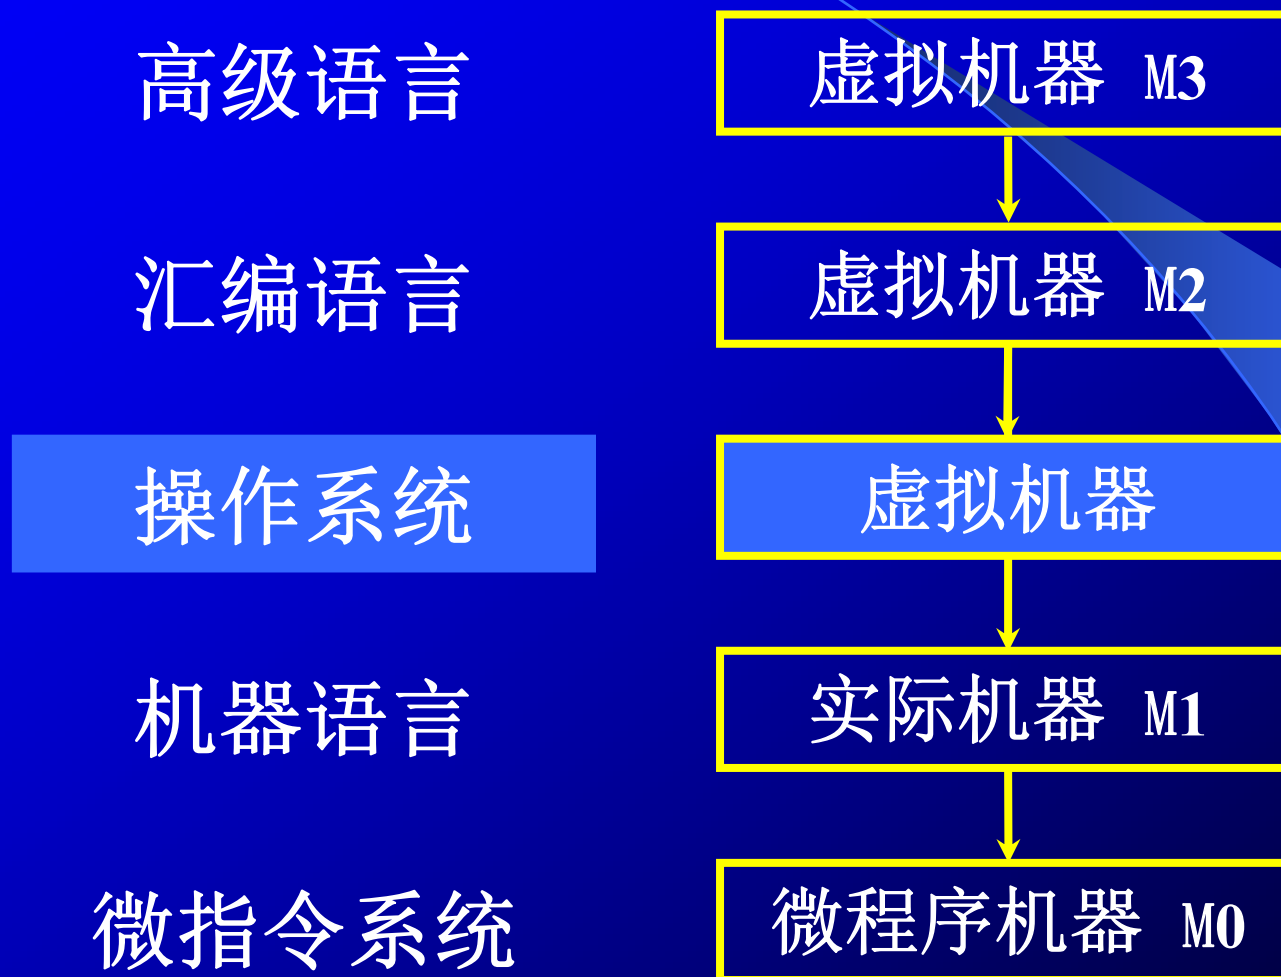 高级语言 虚拟机器 M3
汇编语言 虚拟机器 M2
操作系统 虚拟机器
机器语言 实际机器 M1
微指令系统 微程序机器 M0